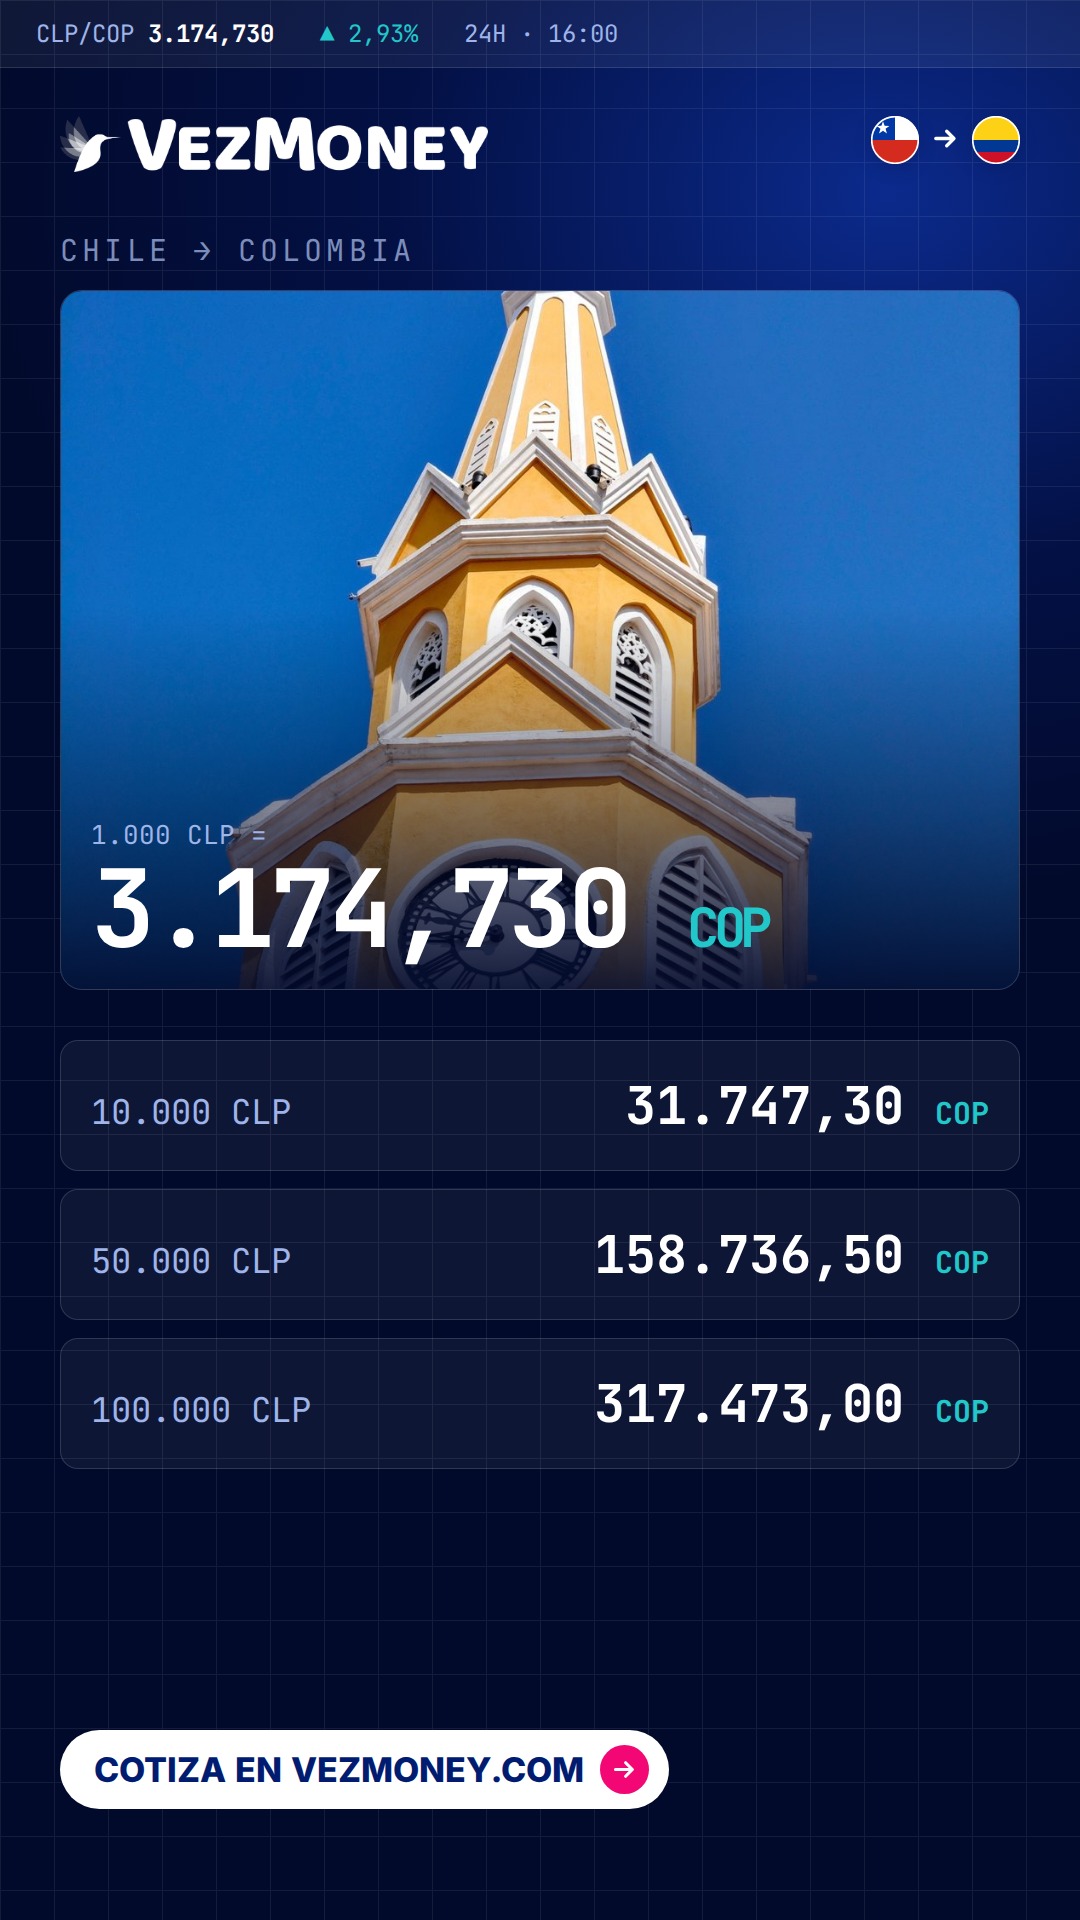 CLP/COP 3.174,730 ▲ 2,93% 24H · 16:00
VEZMONEY
→
CHILE → COLOMBIA
1.000 CLP =
3.174,730 COP
10.000 CLP 31.747,30 COP
50.000 CLP 158.736,50 COP
100.000 CLP 317.473,00 COP
COTIZA EN VEZMONEY.COM →